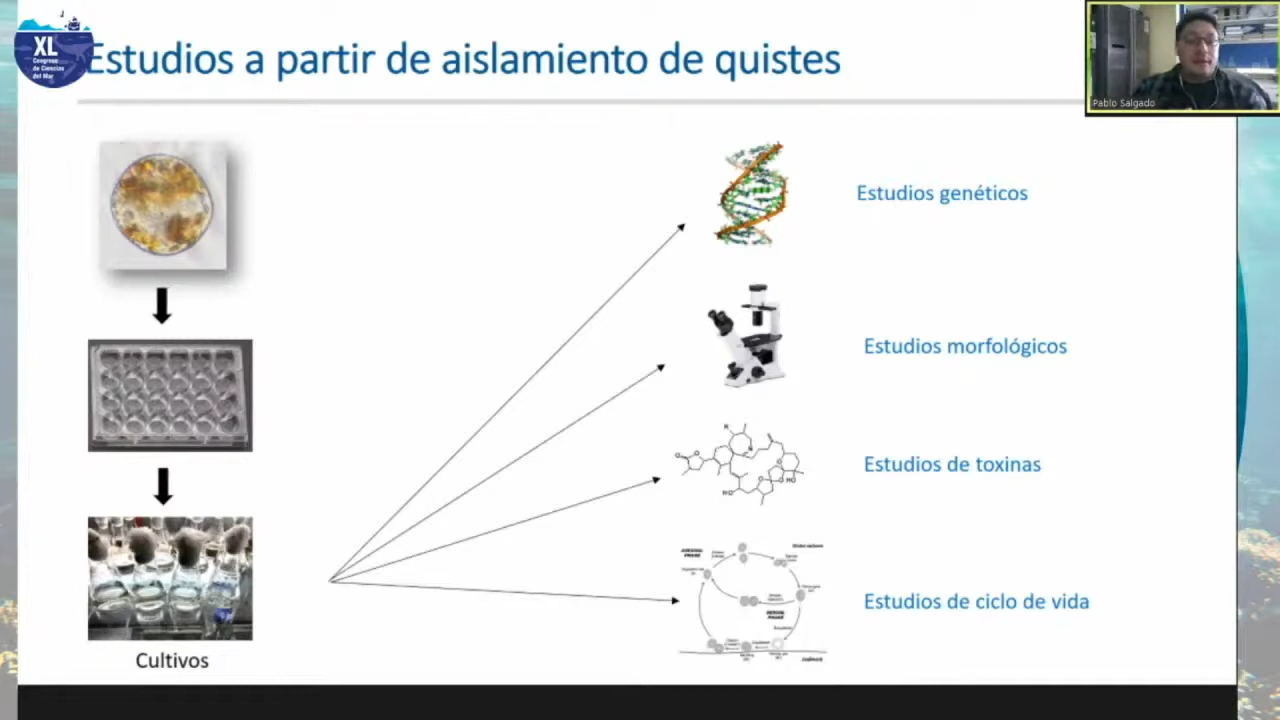 XL
Congreso
de Ciencias
del Mar
Estudios a partir de aislamiento de quistes
Pablo Salgado
Estudios genéticos
Estudios morfológicos
Estudios de toxinas
Estudios de ciclo de vida
Cultivos